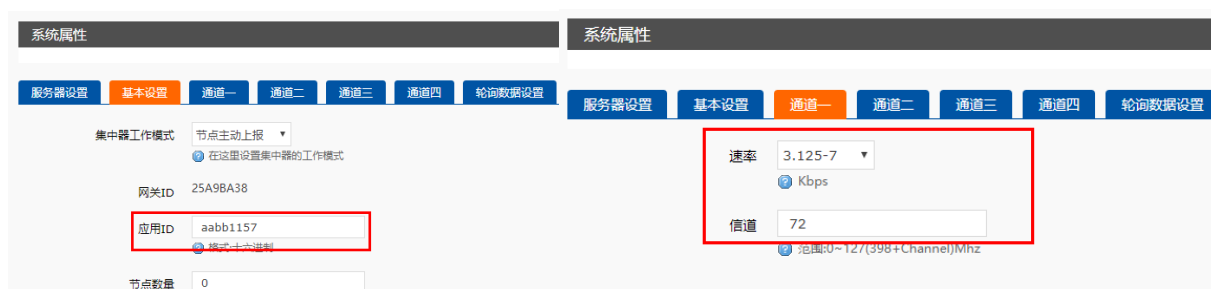 系统属性
服务器设置 基本设置 通道一 通道二 通道三 通道四 轮询数据设置
集中器工作模式 节点主动上报
在这里设置集中器的工作模式
网关ID 25A9BA38
应用ID aabb1157
格式:十六进制
节点数量 0
系统属性
服务器设置 基本设置 通道一 通道二 通道三 通道四 轮询数据设置
速率 3.125-7
Kbps
信道 72
范围:0~127(398+Channel)Mhz